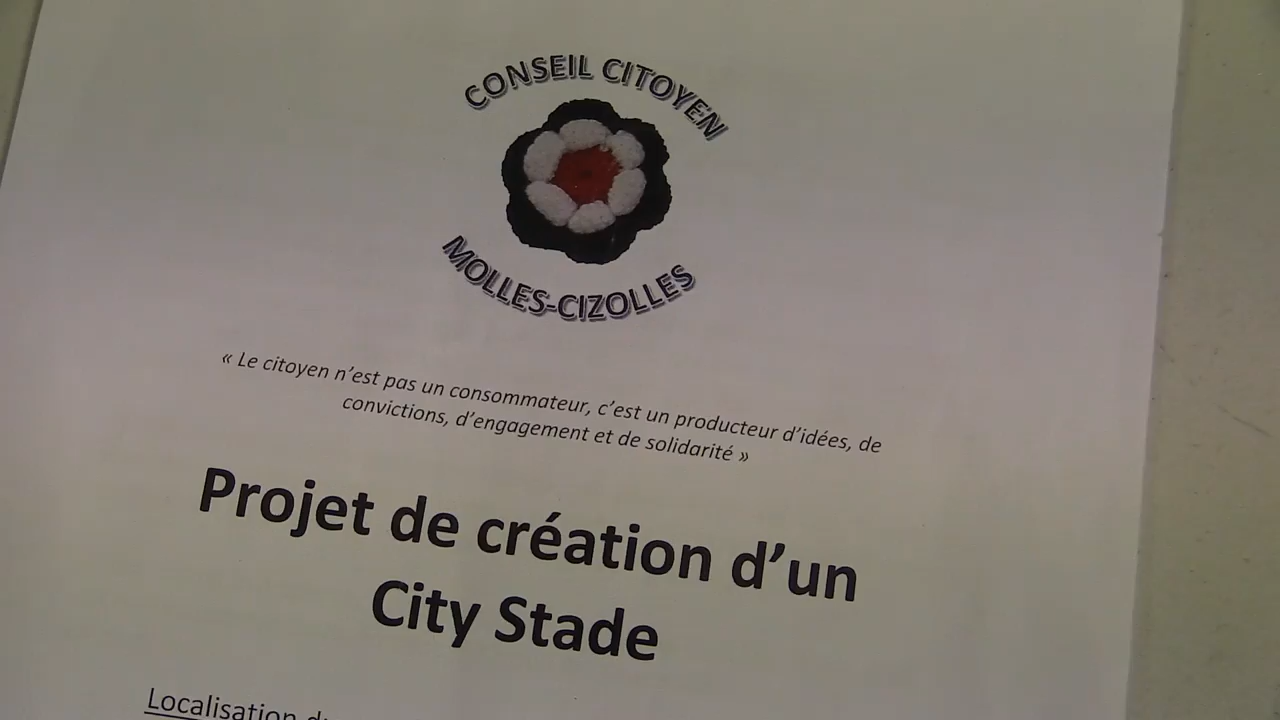 CONSEIL CITOYEN
MOLLES-CIZOLLES
« Le citoyen n'est pas un consommateur, c'est un producteur d'idées, de
convictions, d'engagement et de solidarité »
Projet de création d'un
City Stade
Localisation